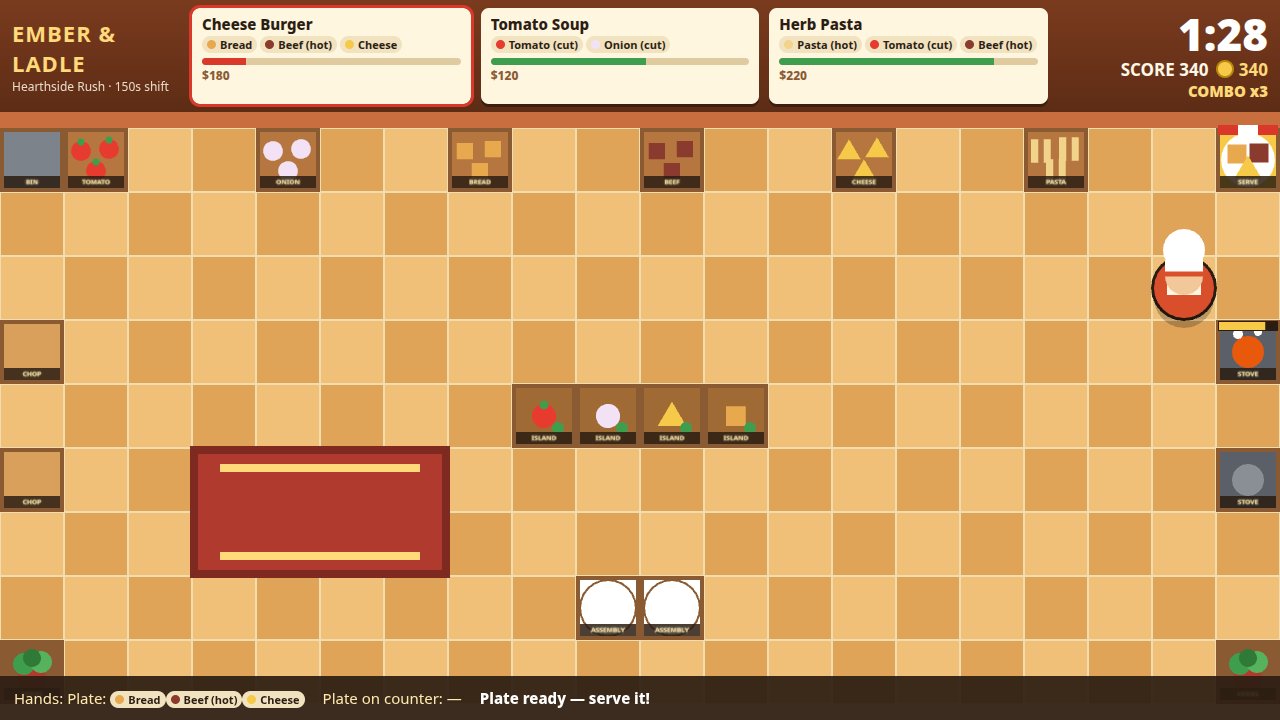 EMBER &
LADLE
Hearthside Rush · 150s shift
Cheese Burger
Bread Beef (hot) Cheese
$180
Tomato Soup
Tomato (cut) Onion (cut)
$120
Herb Pasta
Pasta (hot) Tomato (cut) Beef (hot)
$220
1:28
SCORE 340 340
COMBO x3
BIN TOMATO ONION BREAD BEEF CHEESE PASTA SERVE
CHOP STOVE
ISLAND ISLAND ISLAND ISLAND
CHOP STOVE
ASSEMBLY ASSEMBLY
Hands: Plate: Bread Beef (hot) Cheese Plate on counter: — Plate ready — serve it!